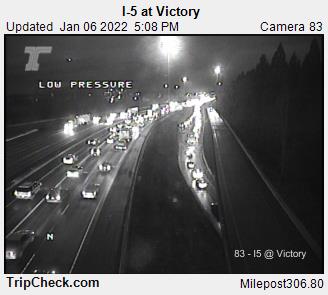 I-5 at Victory
Updated  Jan 06 2022  5:08 PM
Camera 83
T
LOW PRESSURE
N
83 - I5 @ Victory
TripCheck.com
Milepost306.80